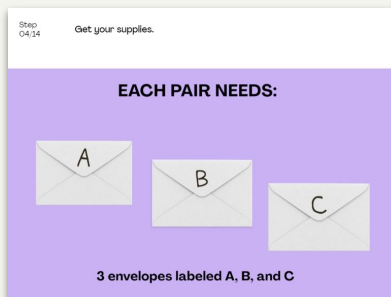 Step
04/14
Get your supplies.
EACH PAIR NEEDS:
A
B
C
3 envelopes labeled A, B, and C